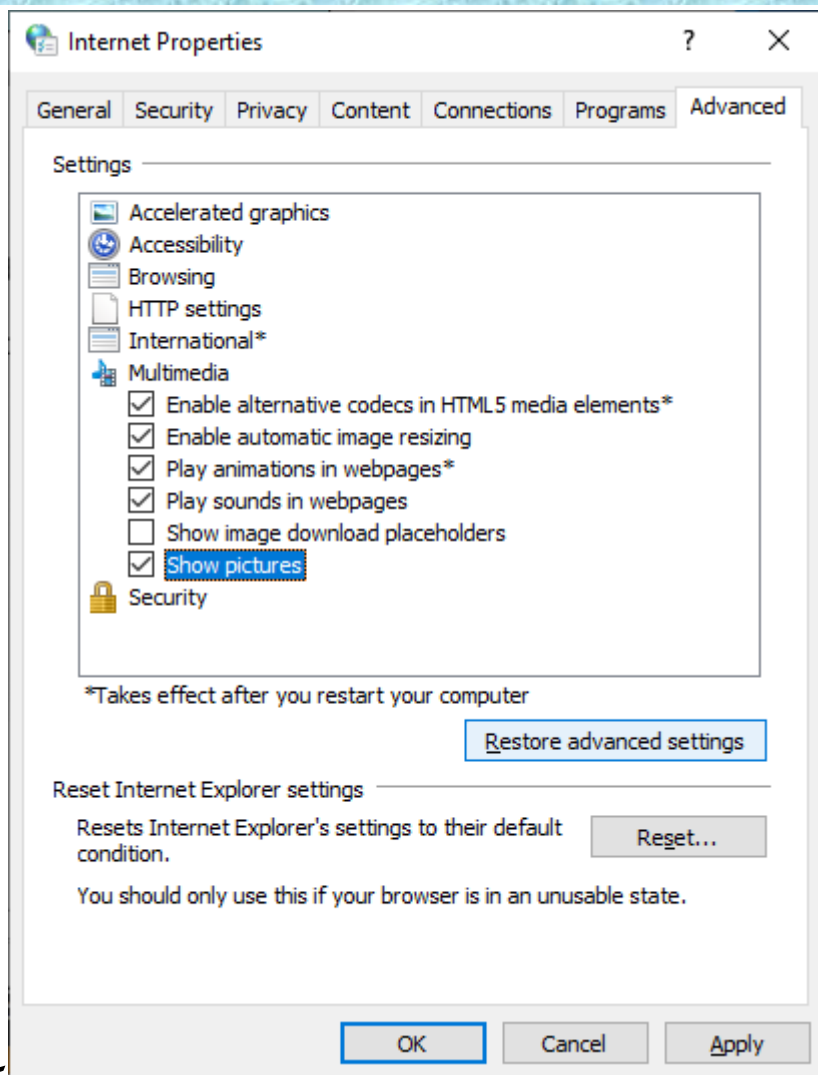 Internet Properties
?
General Security Privacy Content Connections Programs Advanced
Settings
Accelerated graphics
Accessibility
Browsing
HTTP settings
International*
Multimedia
Enable alternative codecs in HTML5 media elements*
Enable automatic image resizing
Play animations in webpages*
Play sounds in webpages
Show image download placeholders
Show pictures
Security
*Takes effect after you restart your computer
Restore advanced settings
Reset Internet Explorer settings
Resets Internet Explorer's settings to their default
condition.
Reset...
You should only use this if your browser is in an unusable state.
OK Cancel Apply